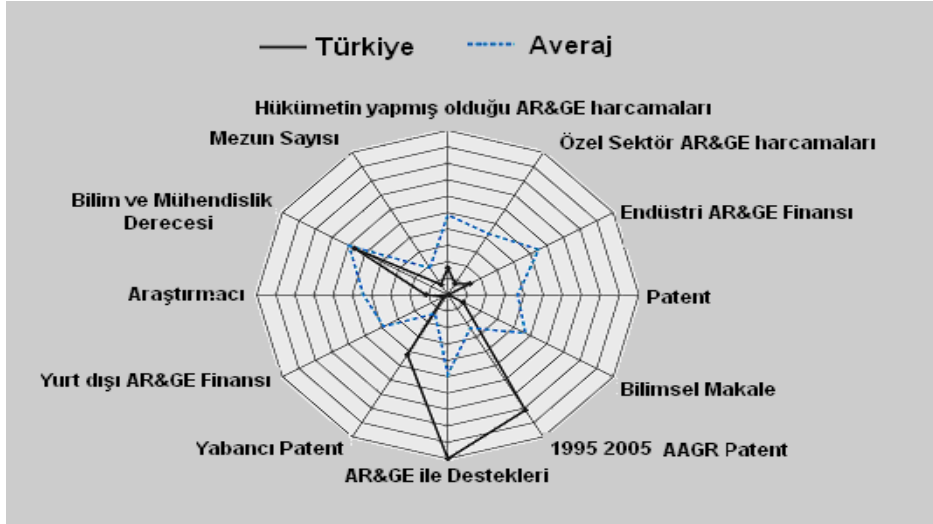 Türkiye Averaj
Hükümetin yapmış olduğu AR&GE harcamaları
Mezun Sayısı
Özel Sektör AR&GE harcamaları
Bilim ve Mühendislik
Derecesi
Endüstri AR&GE Finansı
Araştırmacı
Patent
Yurt dışı AR&GE Finansı
Bilimsel Makale
Yabancı Patent
1995 2005 AAGR Patent
AR&GE ile Destekleri